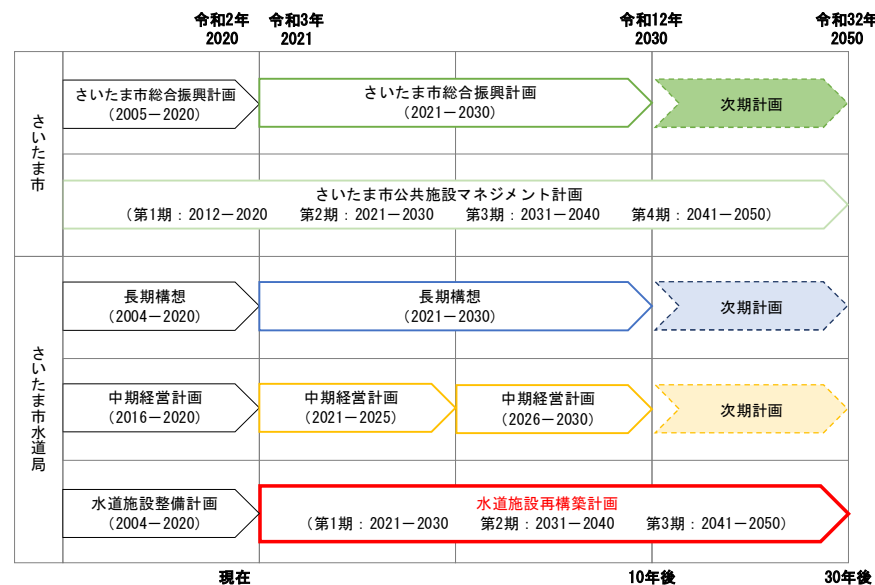 令和2年 令和3年 令和12年 令和32年
2020 2021 2030 2050
さいたま市
さいたま市総合振興計画
（2005－2020）
さいたま市総合振興計画
（2021－2030）
次期計画
さいたま市公共施設マネジメント計画
（第1期：2012－2020 第2期：2021－2030 第3期：2031－2040 第4期：2041－2050）
さいたま市水道局
長期構想
（2004－2020）
長期構想
（2021－2030）
次期計画
中期経営計画
（2016－2020）
中期経営計画
（2021－2025）
中期経営計画
（2026－2030）
次期計画
水道施設整備計画
（2004－2020）
水道施設再構築計画
（第1期：2021－2030 第2期：2031－2040 第3期：2041－2050）
現在 10年後 30年後